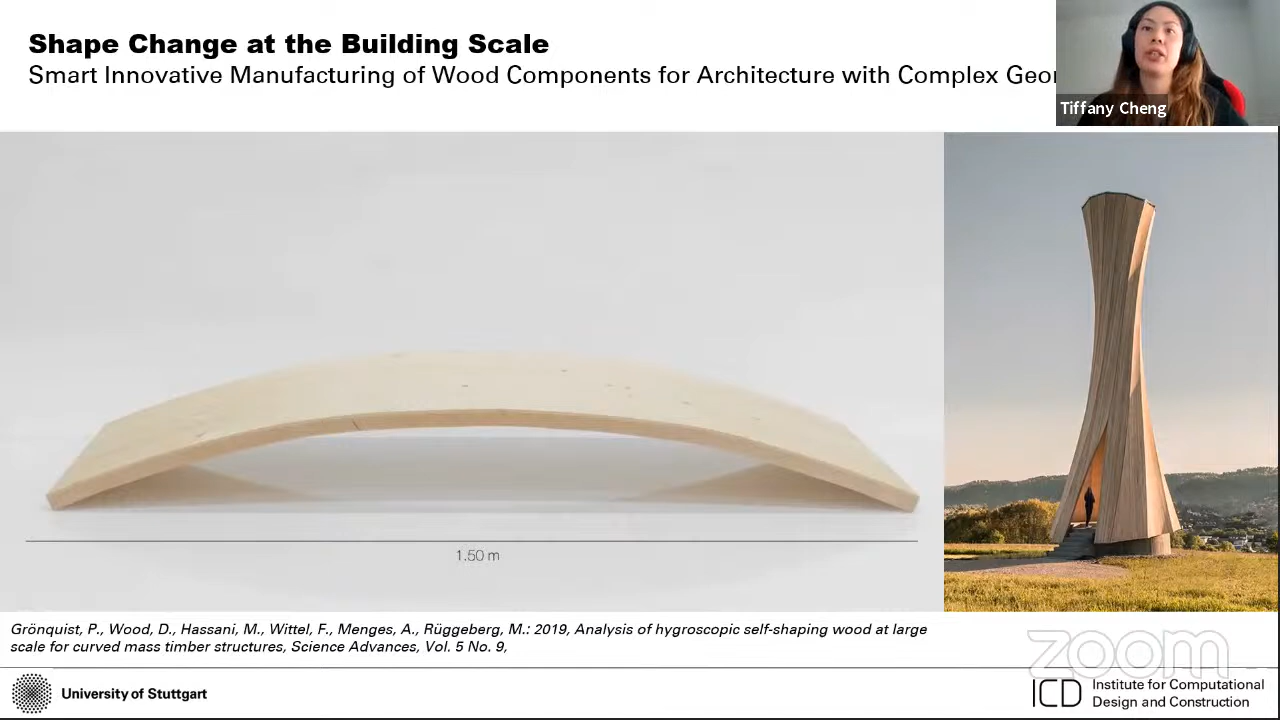 Shape Change at the Building Scale
Smart Innovative Manufacturing of Wood Components for Architecture with Complex
Tiffany Cheng
1.50 m
Grönquist, P., Wood, D., Hassani, M., Wittel, F., Menges, A., Rüggeberg, M.: 2019, Analysis of hygroscopic self-shaping wood at large
scale for curved mass timber structures, Science Advances, Vol. 5 No. 9,
zoom
University of Stuttgart
ICD
Institute for Computational
Design and Construction